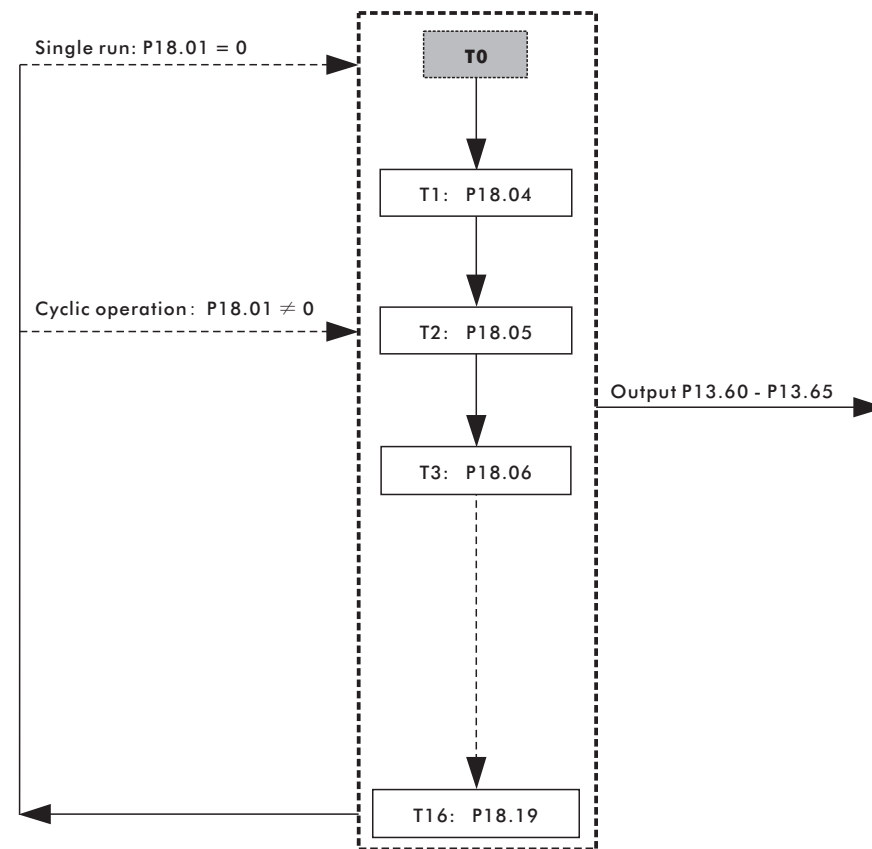 Single run: P18.01 = 0
T0
T1: P18.04
Cyclic operation: P18.01 ≠ 0
T2: P18.05
Output P13.60 - P13.65
T3: P18.06
T16: P18.19